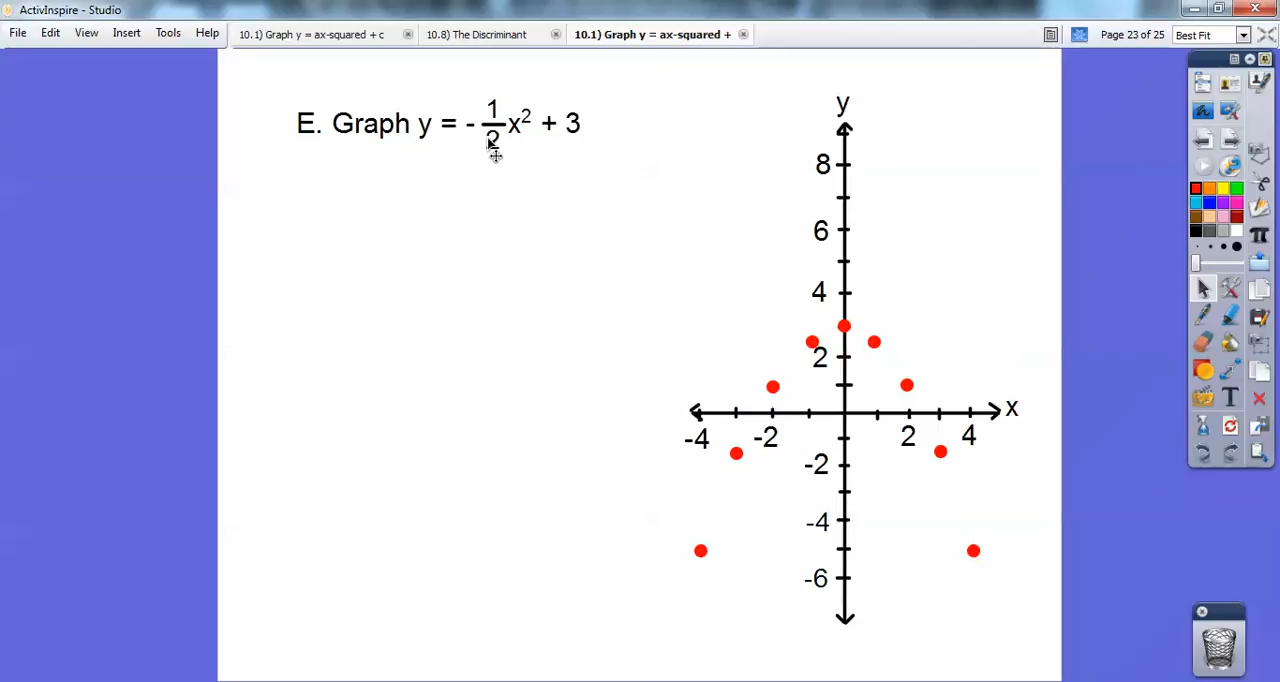 ActivInspire - Studio
File Edit View Insert Tools Help
10.1) Graph y = ax-squared + c
10.8) The Discriminant
10.1) Graph y = ax-squared +
Page 23 of 25
Best Fit
E. Graph y = - 1/2 x² + 3
y
8
6
4
2
x
-4 -2 2 4
-2
-4
-6